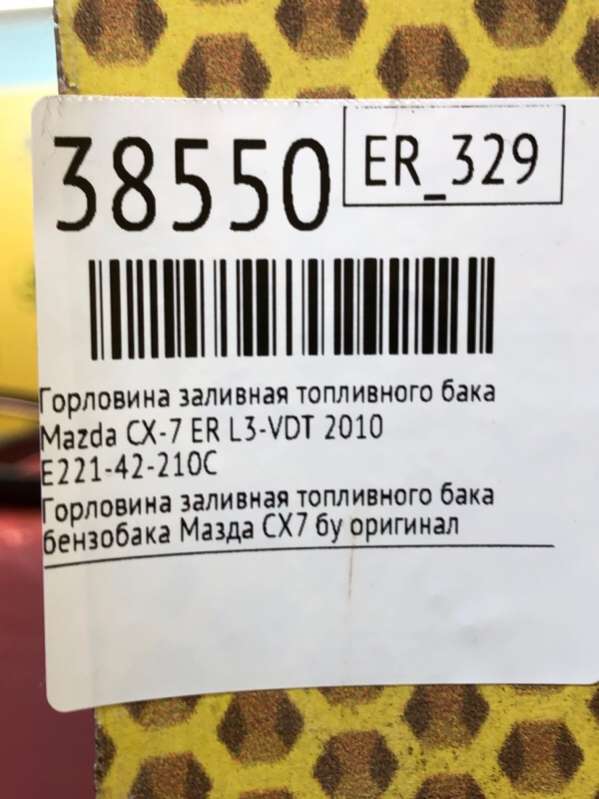 38550
ER_329
Горловина заливная топливного бака
Mazda CX-7 ER L3-VDT 2010
E221-42-210C
Горловина заливная топливного бака
бензобака Мазда СХ7 бу оригинал